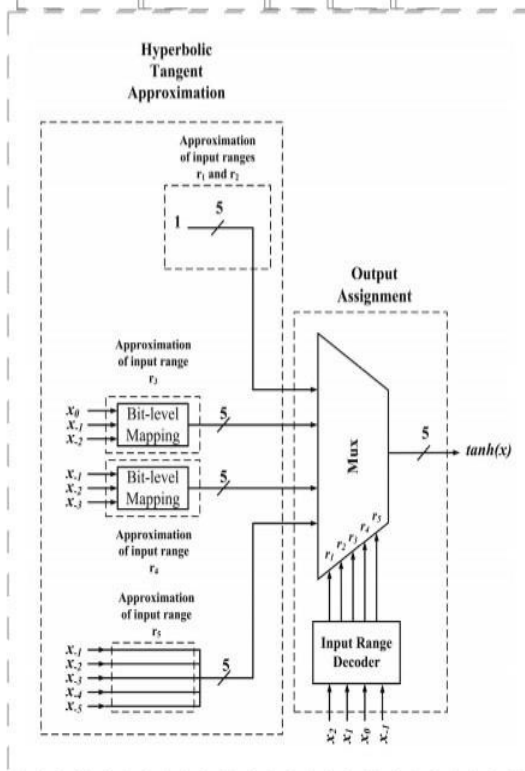 Hyperbolic
Tangent
Approximation
Approximation
of input ranges
r1 and r2
1
5
Output
Assignment
Approximation
of input range
r3
x0
x-1
x-2
Bit-level
Mapping
5
x-1
x-2
x-3
Bit-level
Mapping
5
Approximation
of input range
r4
Approximation
of input range
r5
x-1
x-2
x-3
x-4
x-5
5
Mux
5
tanh(x)
r1
r2
r3
r4
r5
Input Range
Decoder
x2
x1
x0
x-1